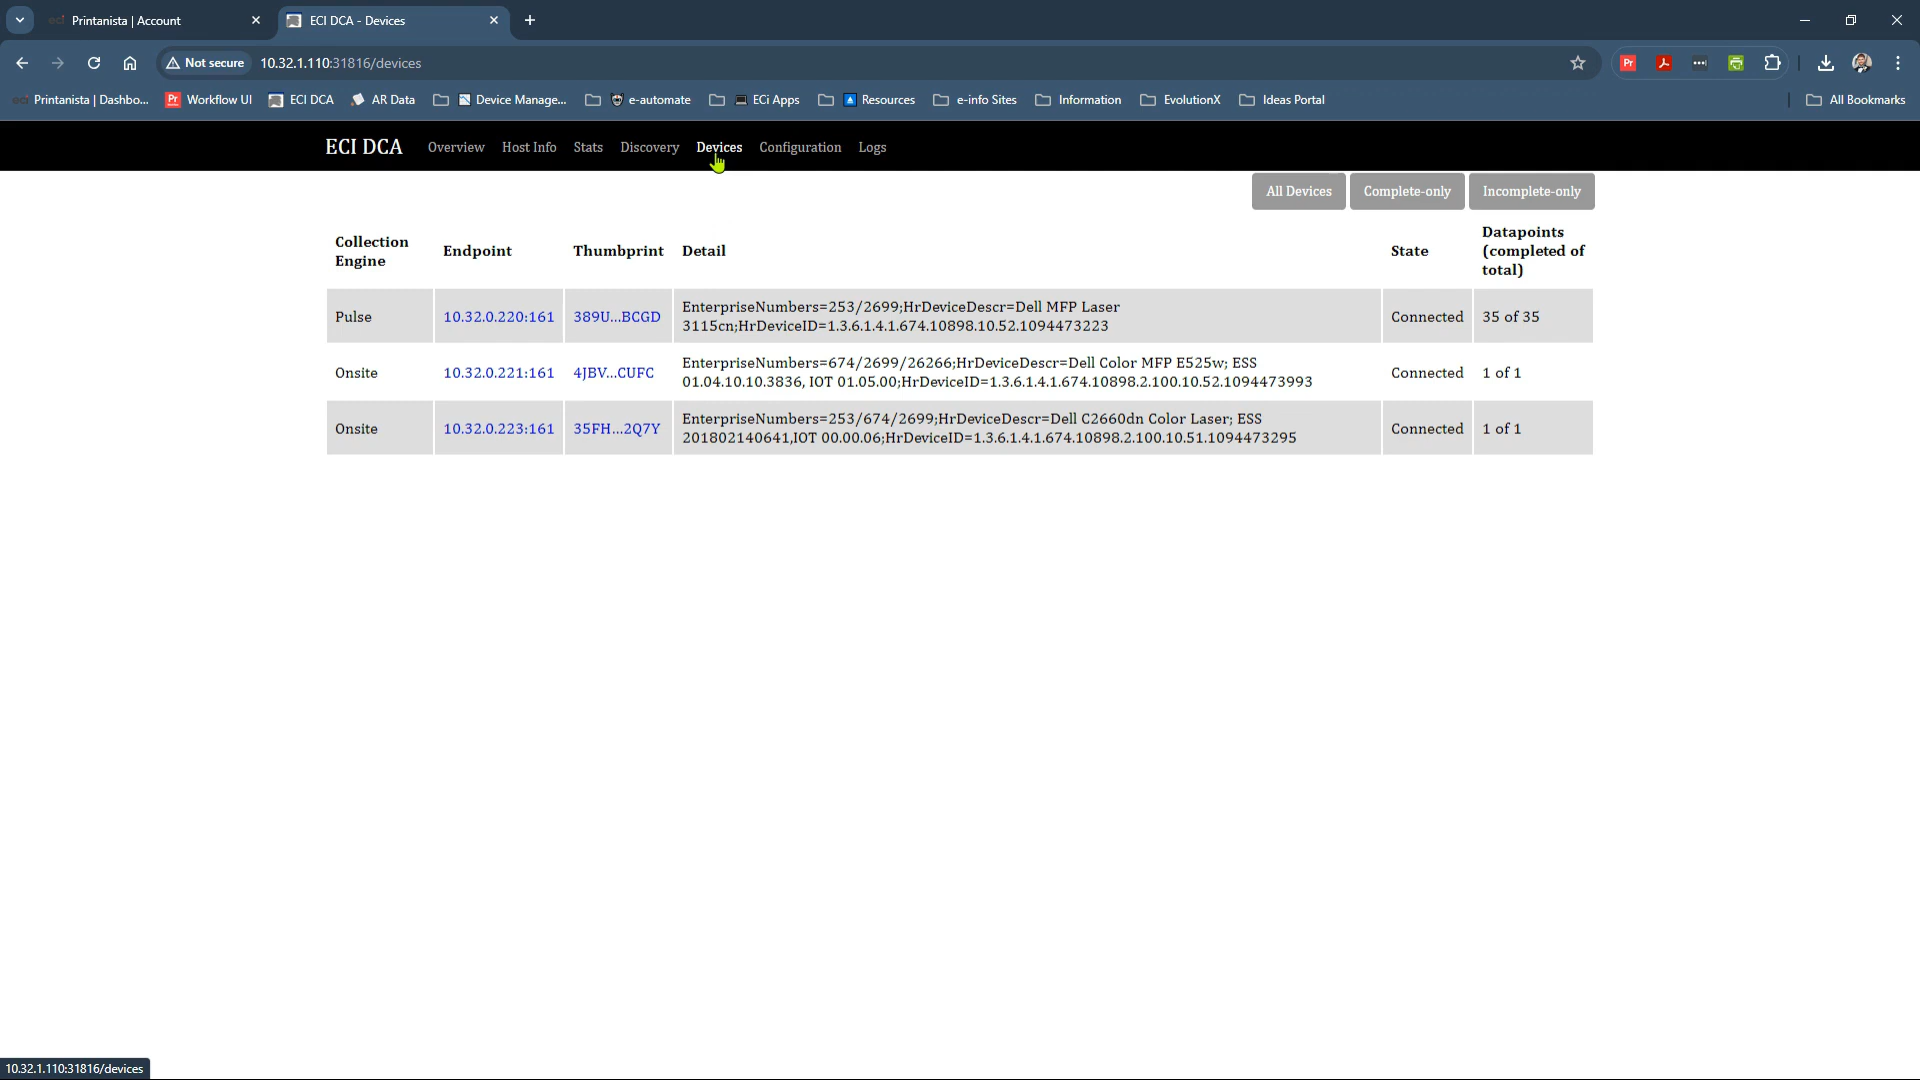 Printanista | Account
ECI DCA - Devices
Not secure
10.32.1.110:31816/devices
Printanista | Dashbo...
Workflow UI
ECI DCA
AR Data
Device Manage...
e-automate
ECi Apps
Resources
e-info Sites
Information
EvolutionX
Ideas Portal
All Bookmarks
ECI DCA
Overview
Host Info
Stats
Discovery
Devices
Configuration
Logs
All Devices
Complete-only
Incomplete-only
Collection
Engine
Endpoint
Thumbprint
Detail
State
Datapoints
(completed of
total)
Pulse
10.32.0.220:161
389U...BCGD
EnterpriseNumbers=253/2699;HrDeviceDescr=Dell MFP Laser
3115cn;HrDeviceID=1.3.6.1.4.1.674.10898.10.52.1094473223
Connected
35 of 35
Onsite
10.32.0.221:161
4JBV...CUFC
EnterpriseNumbers=674/2699/26266;HrDeviceDescr=Dell Color MFP E525w; ESS
01.04.10.10.3836, IOT 01.05.00;HrDeviceID=1.3.6.1.4.1.674.10898.2.100.10.52.1094473993
Connected
1 of 1
Onsite
10.32.0.223:161
35FH...2Q7Y
EnterpriseNumbers=253/674/2699;HrDeviceDescr=Dell C2660dn Color Laser; ESS
201802140641,IOT 00.00.06;HrDeviceID=1.3.6.1.4.1.674.10898.2.100.10.51.1094473295
Connected
1 of 1
10.32.1.110:31816/devices